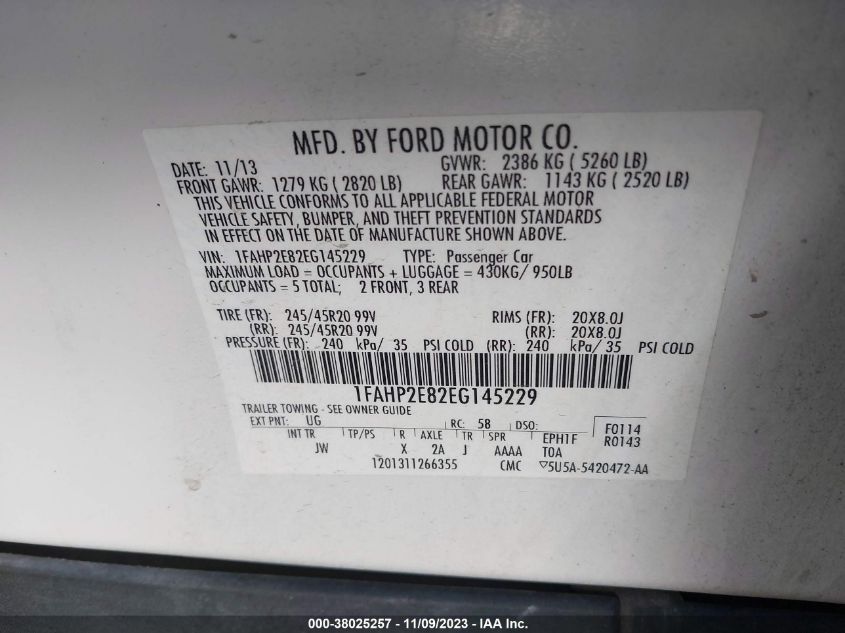 MFD. BY FORD MOTOR CO.
DATE: 11/13 GVWR: 2386 KG ( 5260 LB)
FRONT GAWR: 1279 KG ( 2820 LB) REAR GAWR: 1143 KG ( 2520 LB)
THIS VEHICLE CONFORMS TO ALL APPLICABLE FEDERAL MOTOR
VEHICLE SAFETY, BUMPER, AND THEFT PREVENTION STANDARDS
IN EFFECT ON THE DATE OF MANUFACTURE SHOWN ABOVE.
VIN: 1FAHP2E82EG145229 TYPE: Passenger Car
MAXIMUM LOAD = OCCUPANTS + LUGGAGE = 430KG/ 950LB
OCCUPANTS = 5 TOTAL; 2 FRONT, 3 REAR
TIRE (FR): 245/45R20 99V RIMS (FR): 20X8.0J
(RR): 245/45R20 99V (RR): 20X8.0J
PRESSURE (FR): 240 kPa/ 35 PSI COLD (RR): 240 kPa/ 35 PSI COLD
1FAHP2E82EG145229
TRAILER TOWING - SEE OWNER GUIDE
EXT PNT: UG RC: 58 DSO: F0114
INT TR TP/PS R AXLE TR SPR EPH1F R0143
JW X 2A J AAAA TOA
1201311266355 CMC ▽5U5A-5420472-AA
000-38025257 - 11/09/2023 - IAA Inc.